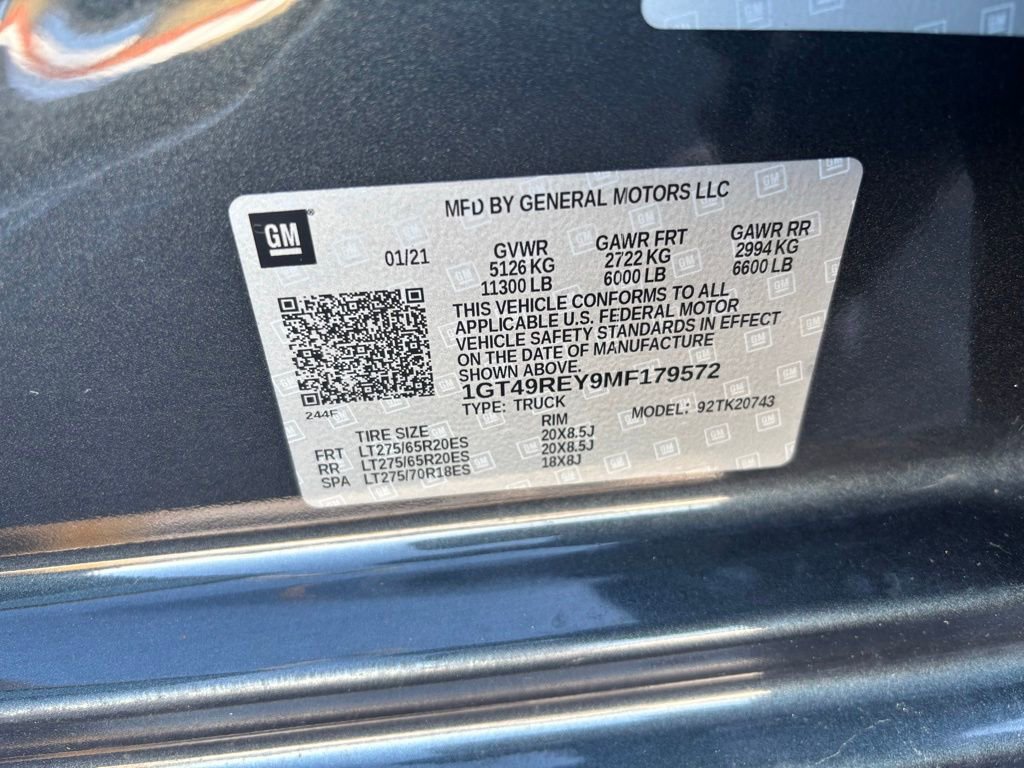 MFD BY GENERAL MOTORS LLC
GM
01/21
GVWR
5126 KG
11300 LB
GAWR FRT
2722 KG
6000 LB
GAWR RR
2994 KG
6600 LB
THIS VEHICLE CONFORMS TO ALL
APPLICABLE U.S. FEDERAL MOTOR
VEHICLE SAFETY STANDARDS IN EFFECT
ON THE DATE OF MANUFACTURE
SHOWN ABOVE.
1GT49REY9MF179572
TYPE: TRUCK
MODEL: 92TK20743
244F
TIRE SIZE RIM
FRT LT275/65R20ES 20X8.5J
RR LT275/65R20ES 20X8.5J
SPA LT275/70R18ES 18X8J